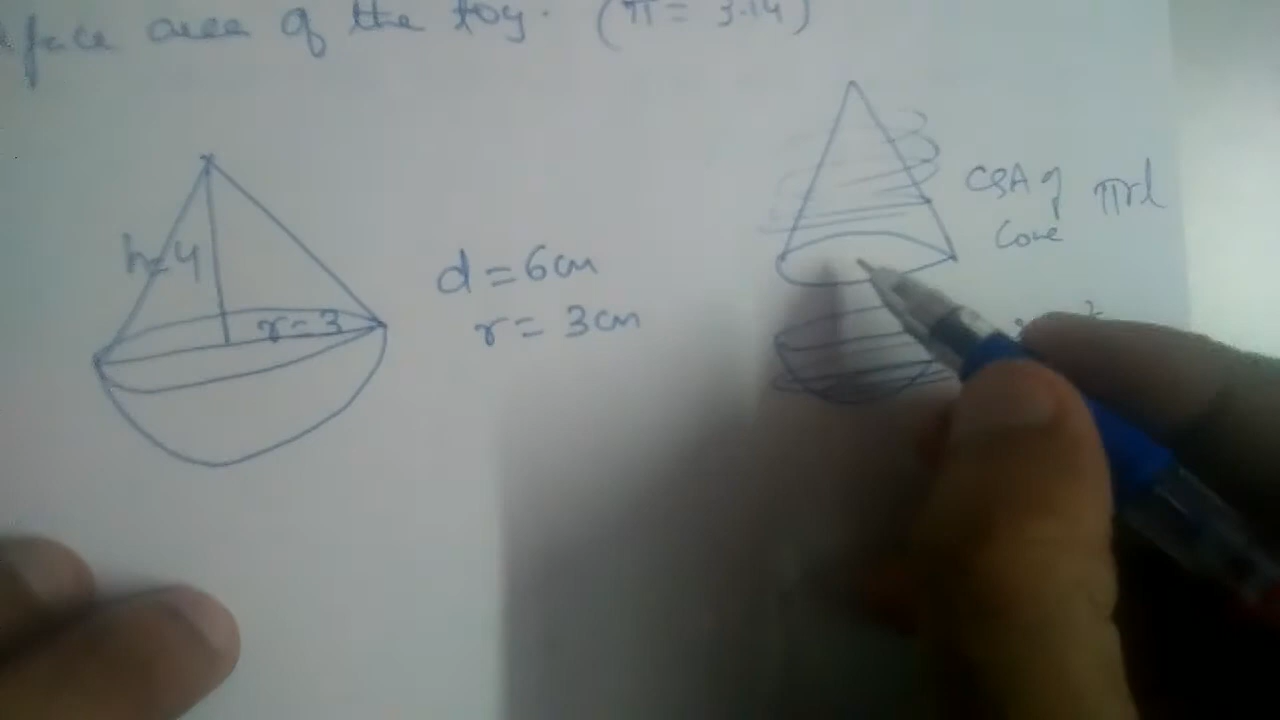 face area of the toy. (π = 3.14)
h=4
r=3
d = 6cm
r = 3cm
CSA of πrl
Cone